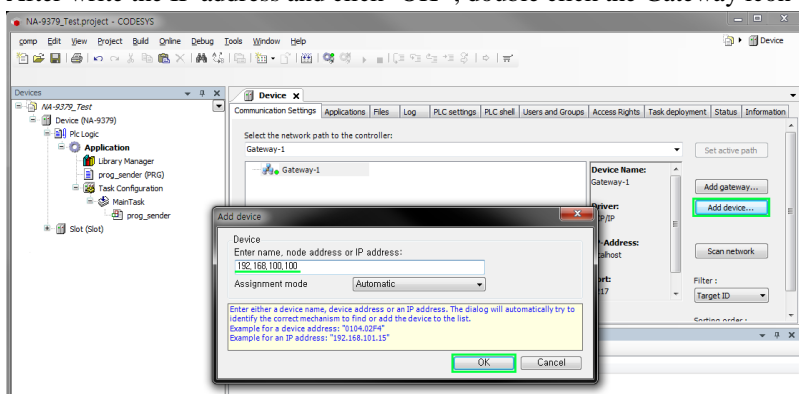 After write the IP address and click "OK", double click the Gateway icon
NA-9379_Test.project - CODESYS
comp Edit View Project Build Online Debug Tools Window Help
Device
Devices
NA-9379_Test
Device (NA-9379)
Plc Logic
Application
Library Manager
prog_sender (PRG)
Task Configuration
MainTask
prog_sender
Slot (Slot)
Device
Communication Settings Applications Files Log PLC settings PLC shell Users and Groups Access Rights Task deployment Status Information
Select the network path to the controller:
Gateway-1
Set active path
Gateway-1
Device Name:
Gateway-1
Driver:
P/IP
-Address:
alhost
ort:
17
Add gateway...
Add device...
Scan network
Filter :
Target ID
Sorting order :
Add device
Device
Enter name, node address or IP address:
192,168,100,100
Assignment mode Automatic
Enter either a device name, device address or an IP address. The dialog will automatically try to
identify the correct mechanism to find or add the device to the list.
Example for a device address: "0104.02F4"
Example for an IP address: "192.168.101.15"
OK Cancel